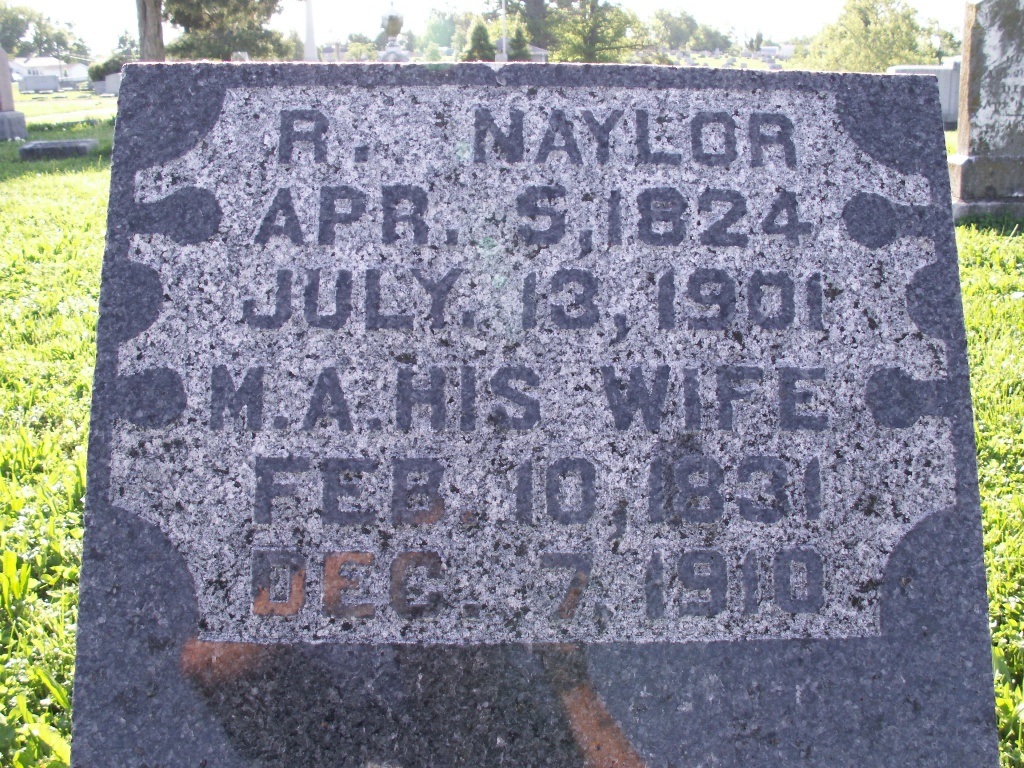 R. NAYLOR
APR. 5, 1824
JULY. 13, 1901
M.A. HIS WIFE
FEB. 10, 1831
DEC. 7, 1910